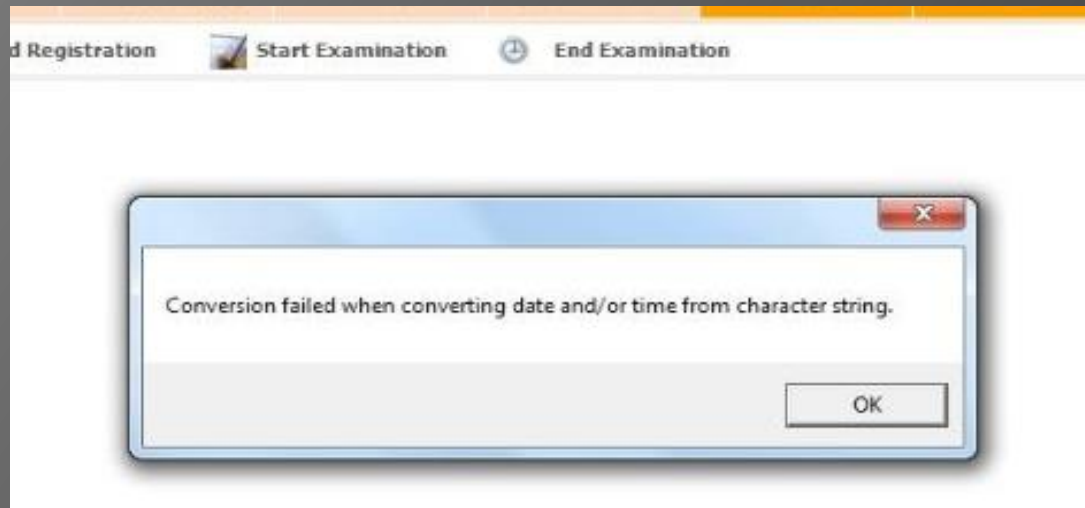 d Registration Start Examination End Examination
Conversion failed when converting date and/or time from character string.
OK